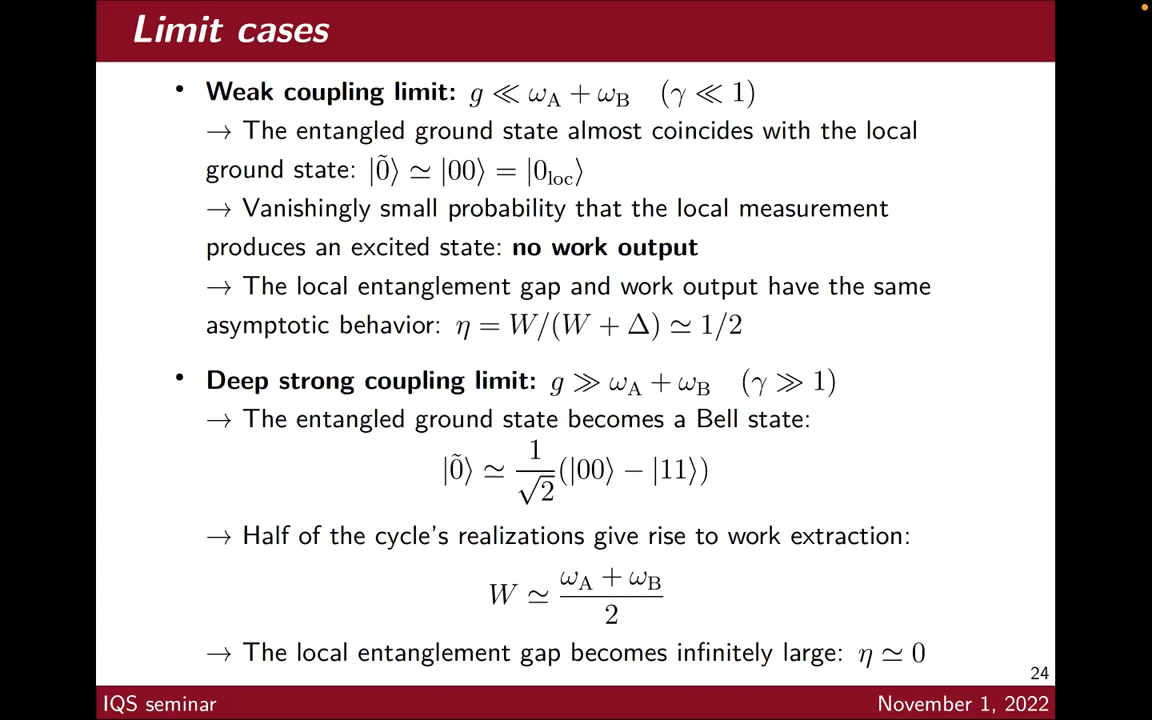 Limit cases
• Weak coupling limit: g ≪ ω_A + ω_B (γ ≪ 1)
→ The entangled ground state almost coincides with the local
ground state: |0̃⟩ ≃ |00⟩ = |0_loc⟩
→ Vanishingly small probability that the local measurement
produces an excited state: no work output
→ The local entanglement gap and work output have the same
asymptotic behavior: η = W/(W + Δ) ≃ 1/2
• Deep strong coupling limit: g ≫ ω_A + ω_B (γ ≫ 1)
→ The entangled ground state becomes a Bell state:
|0̃⟩ ≃ 1/√2 (|00⟩ − |11⟩)
→ Half of the cycle's realizations give rise to work extraction:
W ≃ (ω_A + ω_B)/2
→ The local entanglement gap becomes infinitely large: η ≃ 0
24
IQS seminar November 1, 2022